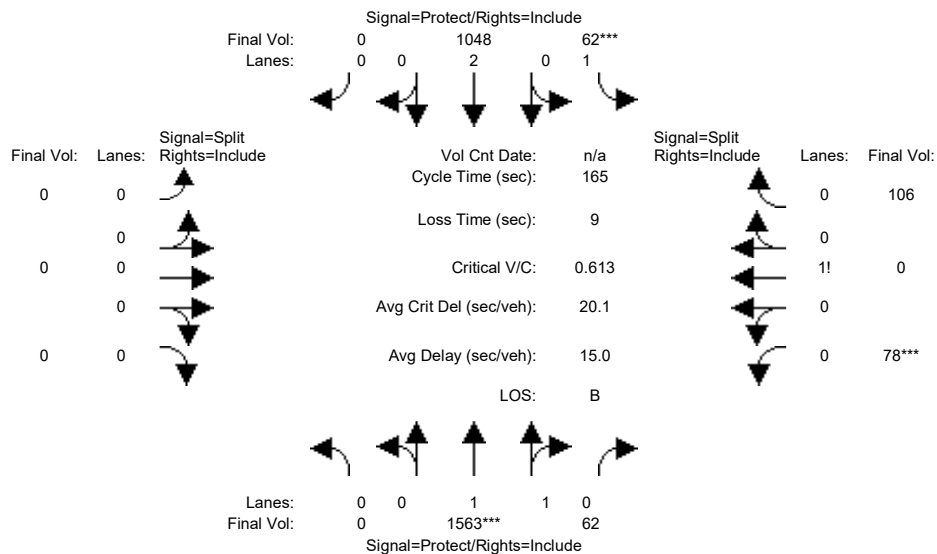 Signal=Protect/Rights=Include
Final Vol: 0 1048 62***
Lanes: 0 0 2 0 1
Signal=Split
Final Vol: Lanes: Rights=Include
Vol Cnt Date: n/a
Signal=Split
Rights=Include Lanes: Final Vol:
Cycle Time (sec): 165
0 0
0 106
Loss Time (sec): 9
0
0
0 0
Critical V/C: 0.613
1! 0
0
Avg Crit Del (sec/veh): 20.1
0
0 0
Avg Delay (sec/veh): 15.0
0 78***
LOS: B
Lanes: 0 0 1 1 0
Final Vol: 0 1563*** 62
Signal=Protect/Rights=Include